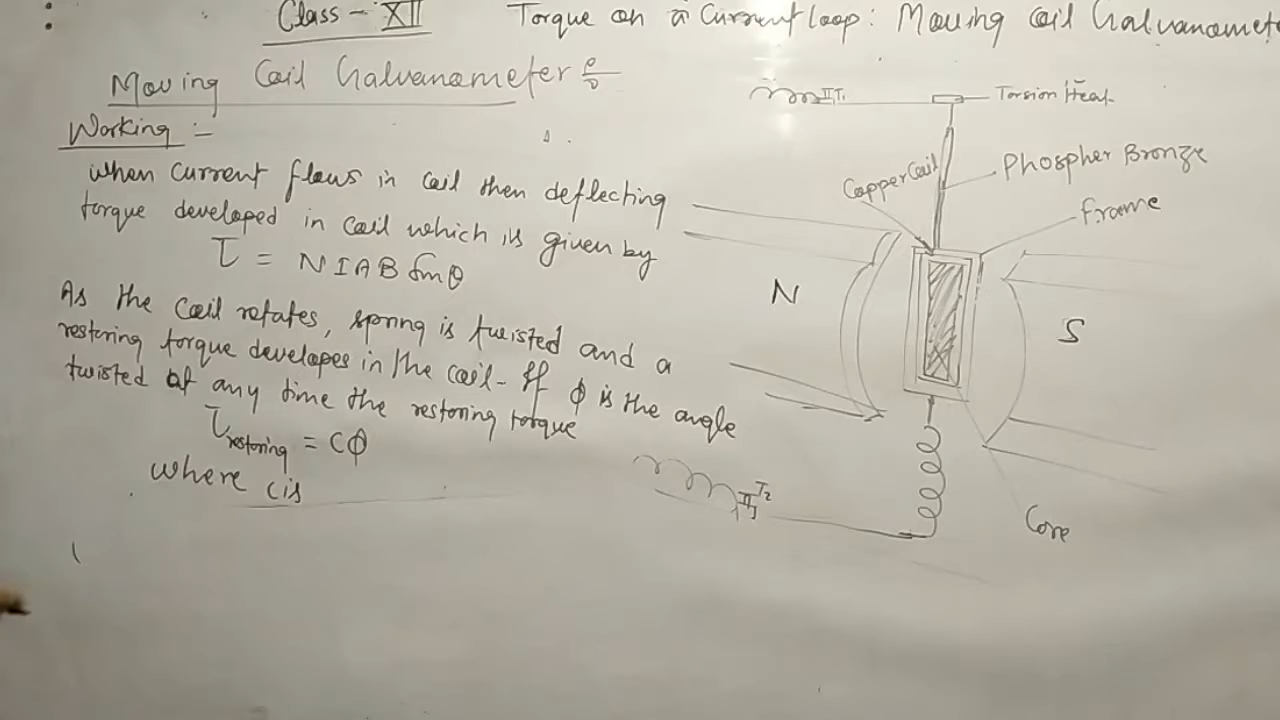 Class - XII Torque on a Current loop: Moving Coil Galvanomete
Moving Coil Galvanometer
Working :-
when current flows in coil then deflecting
torque developed in coil which is given by
τ = NIAB Sinθ
As the coil rotates, spring is twisted and a
restoring torque developes in the coil- If ϕ is the angle
twisted at any time the restoring torque
τrestoring = Cϕ
where c is
T1
Torsion Head
Copper Coil
Phospher Bronze
frame
N
S
T2
Core